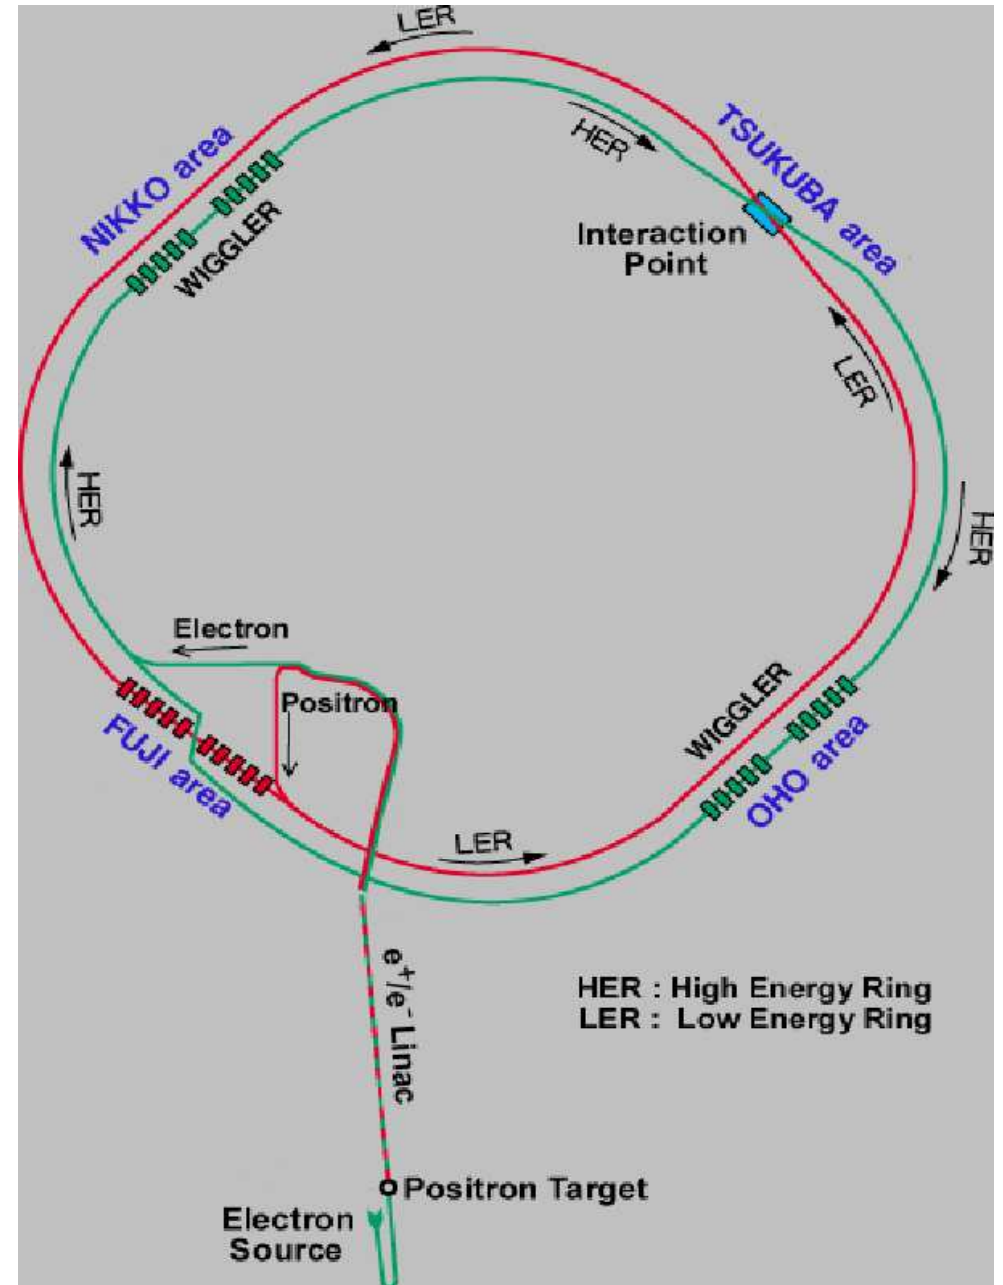 LER
HER
TSUKUBA area
NIKKO area
WIGGLER
Interaction
Point
LER
HER
HER
Electron
Positron
FUJI area
WIGGLER
OHO area
LER
e+/e- Linac
HER : High Energy Ring
LER : Low Energy Ring
Positron Target
Electron
Source